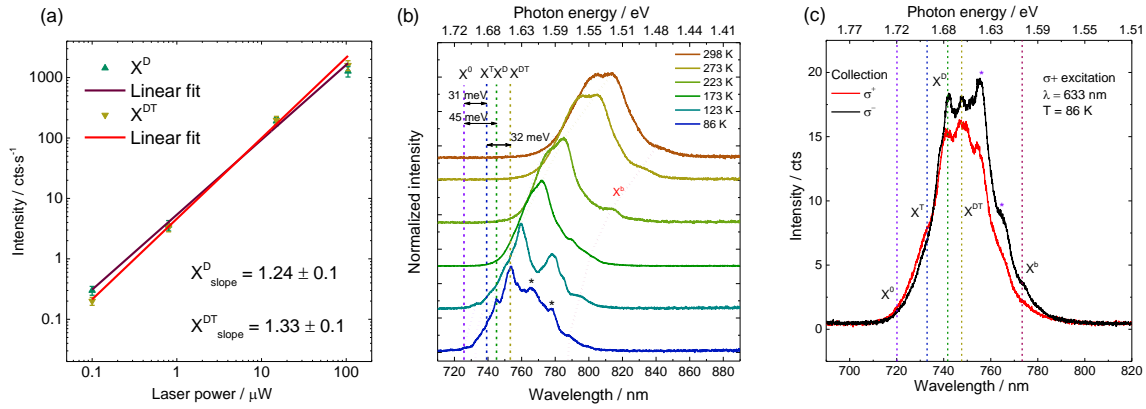 (a)
Intensity / cts·s⁻¹
1000
100
10
1
0.1
X^D
Linear fit
X^DT
Linear fit
X^D_slope = 1.24 ± 0.1
X^DT_slope = 1.33 ± 0.1
0.1 1 10 100
Laser power / μW
(b)
Photon energy / eV
1.72 1.68 1.63 1.59 1.55 1.51 1.48 1.44 1.41
Normalized intensity
X^0 X^T X^D X^DT
31 meV
45 meV
32 meV
298 K
273 K
223 K
173 K
123 K
86 K
X^b
* *
720 740 760 780 800 820 840 860 880
Wavelength / nm
(c)
Photon energy / eV
1.77 1.72 1.67 1.63 1.59 1.55 1.51
Intensity / cts
20
15
10
5
0
Collection
σ⁺
σ⁻
σ+ excitation
λ = 633 nm
T = 86 K
X^D
*
X^T
X^DT
*
X^0
X^b
700 720 740 760 780 800 820
Wavelength / nm